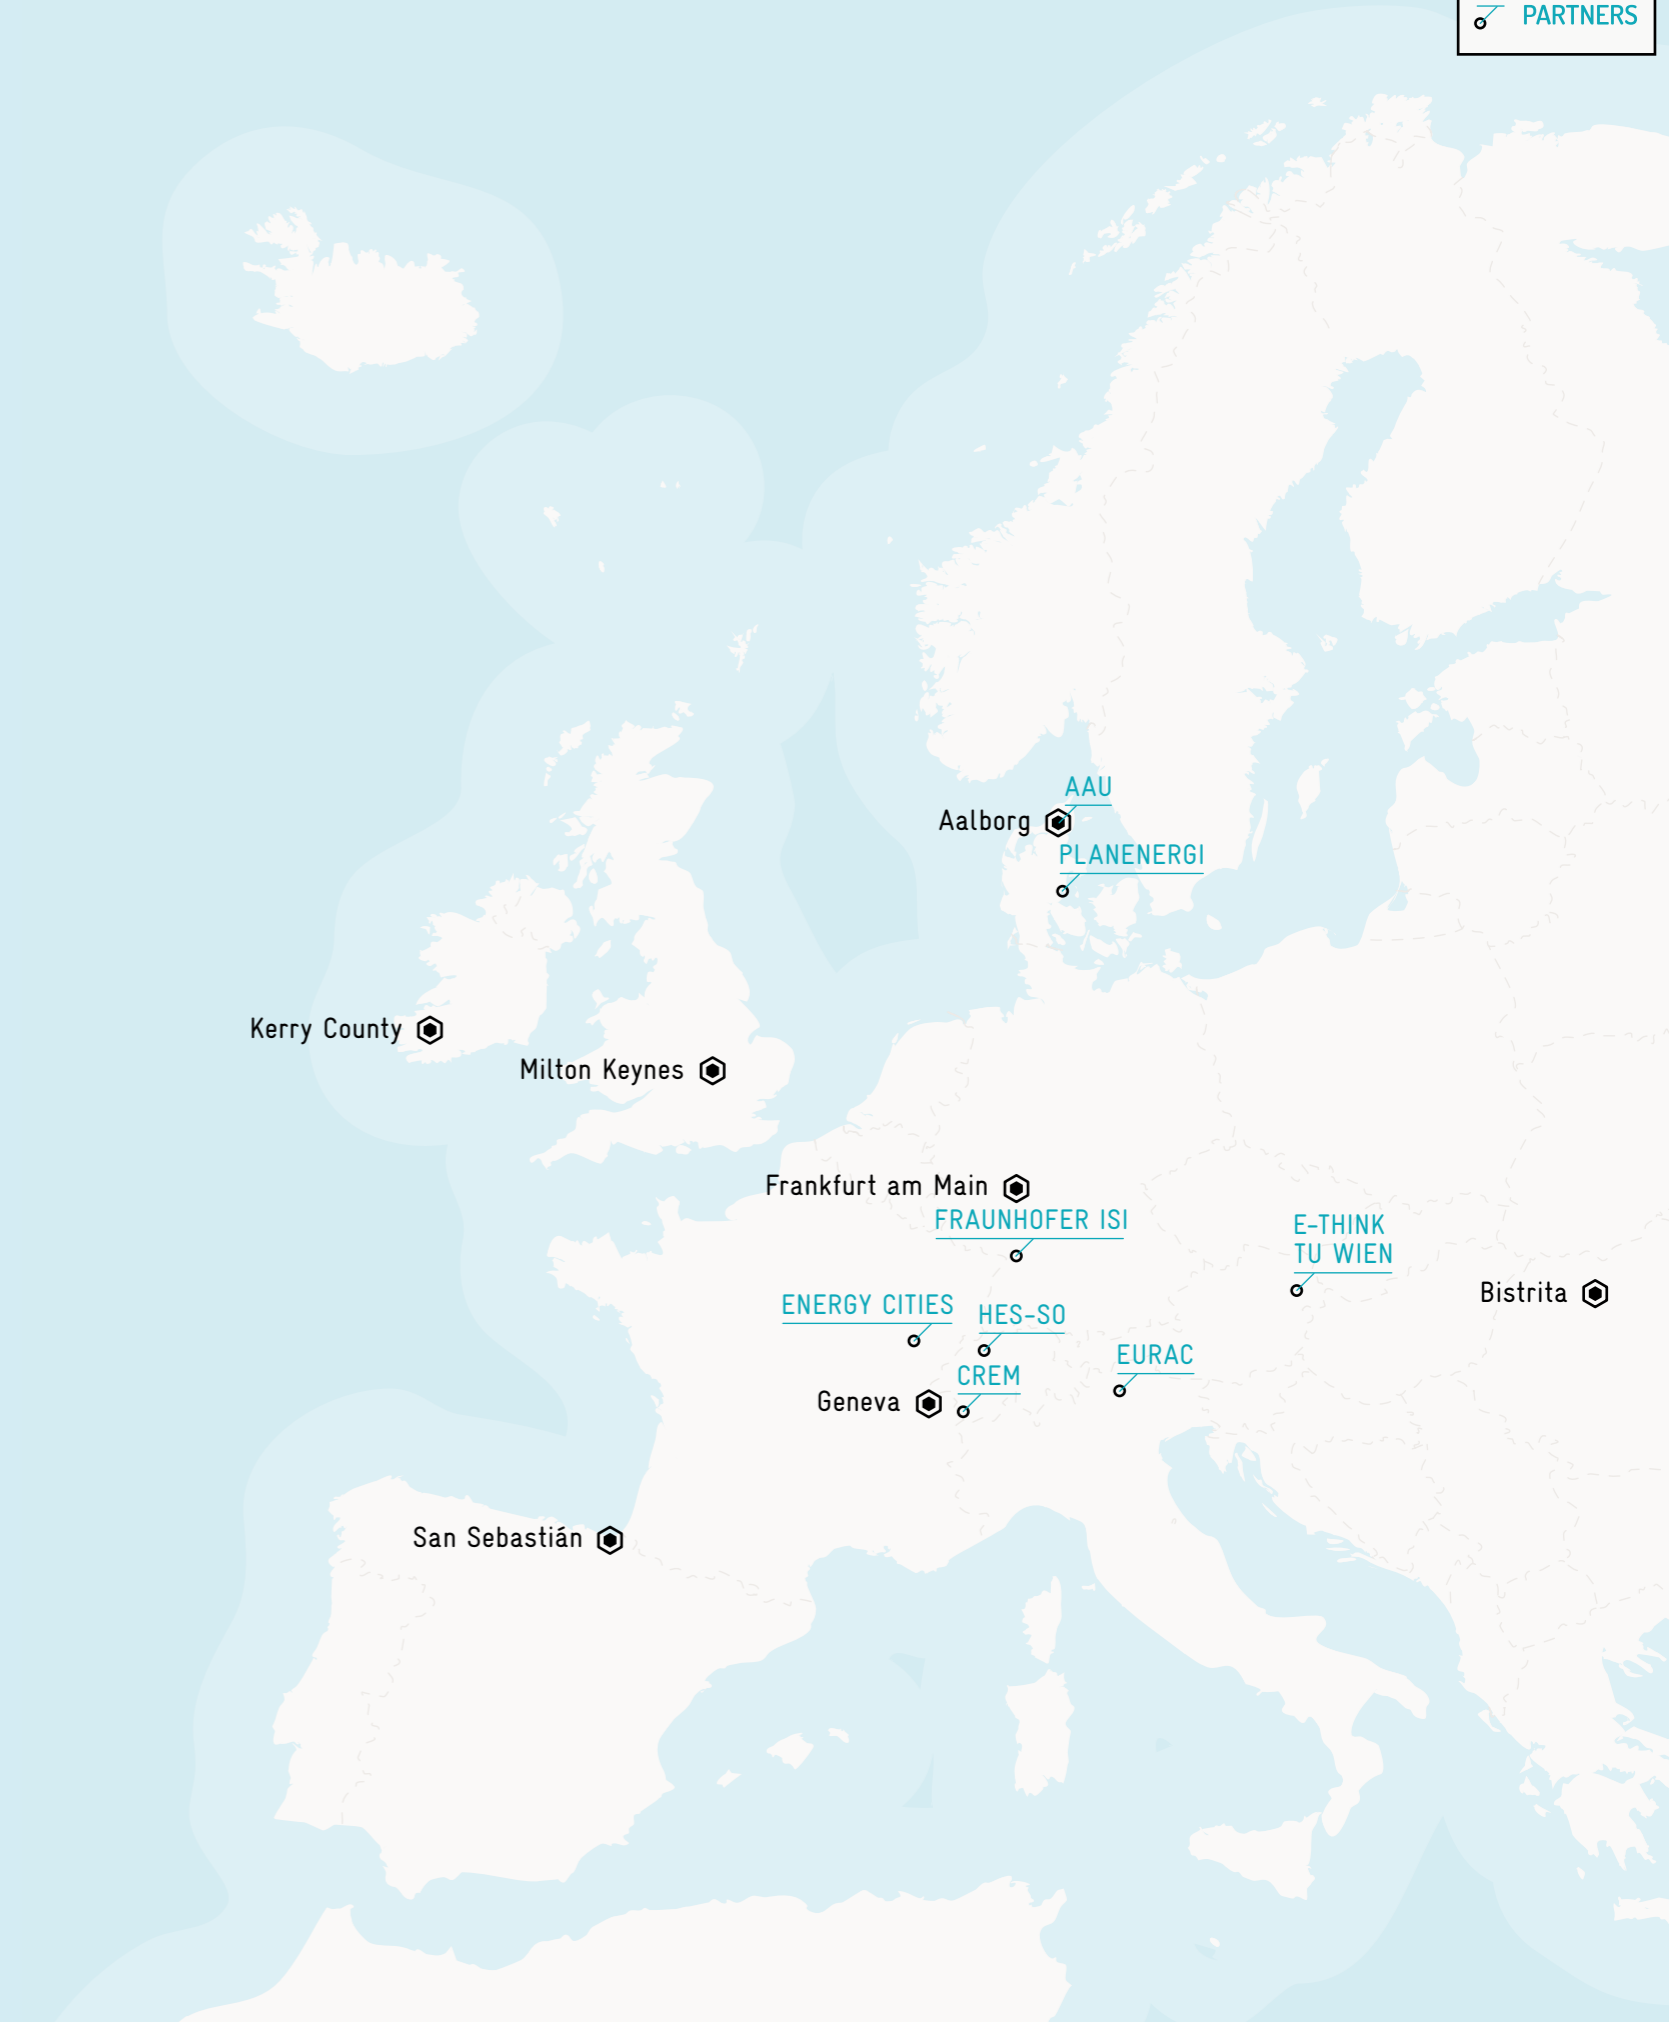 PARTNERS
AAU
Aalborg
PLANENERGI
Kerry County
Milton Keynes
Frankfurt am Main
FRAUNHOFER ISI
E-THINK
TU WIEN
Bistrita
ENERGY CITIES
HES-SO
EURAC
CREM
Geneva
San Sebastián